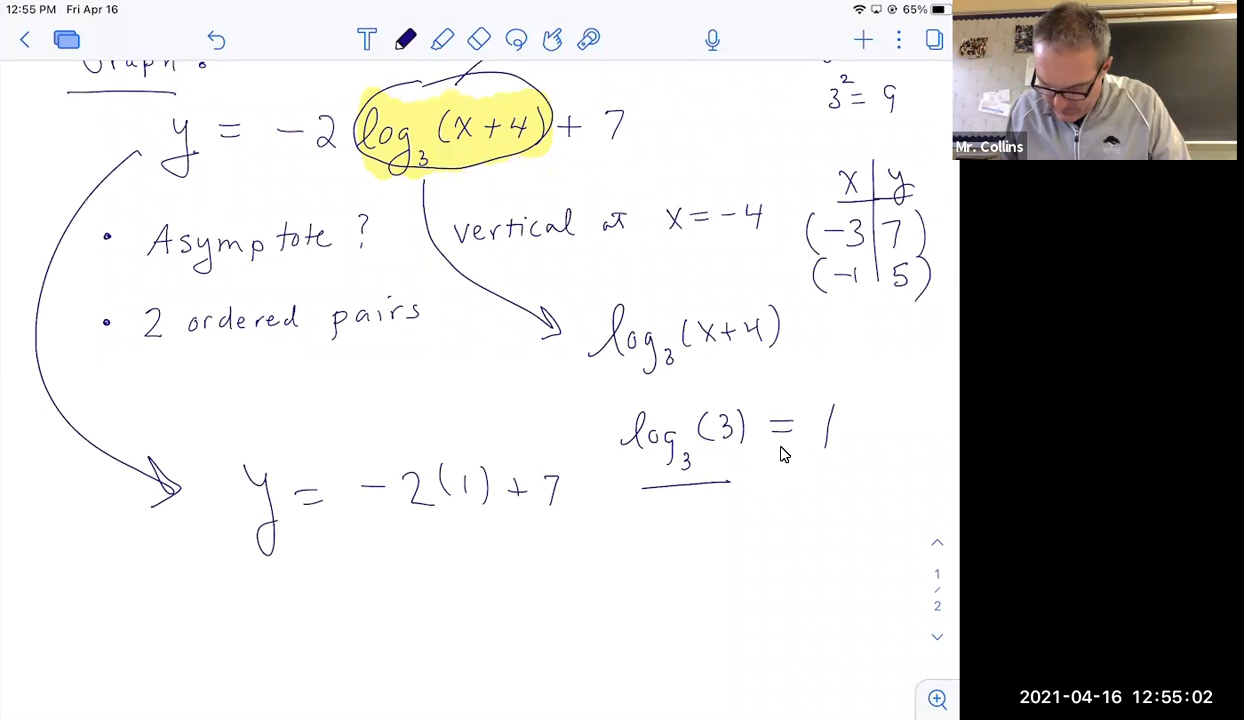 12:55 PM Fri Apr 16
65%
T
Graph:
3² = 9
y = -2 log₃ (x+4) + 7
Mr. Collins
x | y
(-3 | 7)
(-1 | 5)
• Asymptote? vertical at x = -4
• 2 ordered pairs
log₃(x+4)
log₃(3) = 1
y = -2(1) + 7
1
/
2
2021-04-16 12:55:02